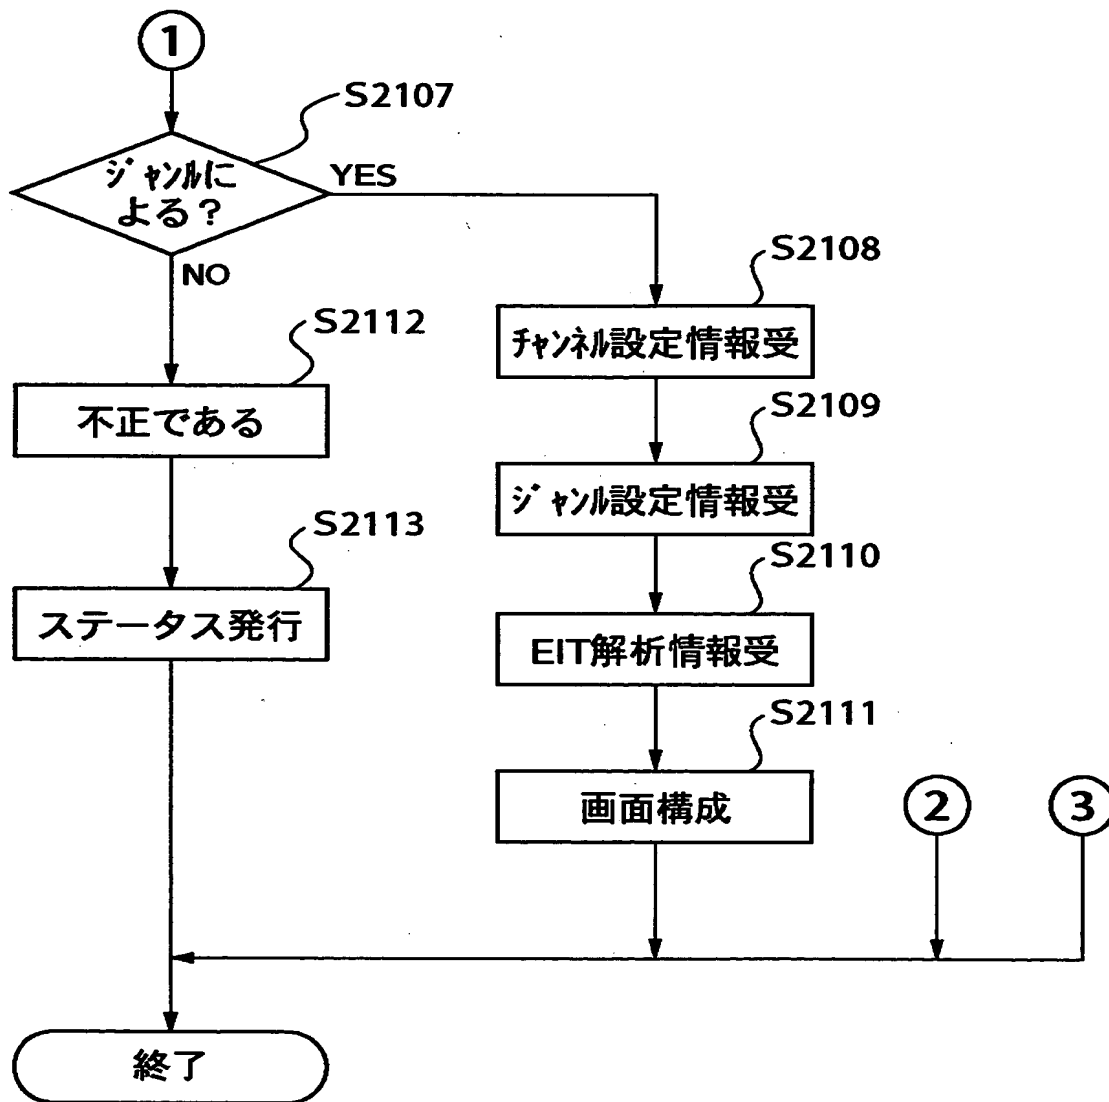 ①
S2107
ジャンルに
よる？
YES
NO
S2108
チャンネル設定情報受
S2112
不正である
S2109
ジャンル設定情報受
S2113
ステータス発行
S2110
EIT解析情報受
S2111
画面構成
②
③
終了